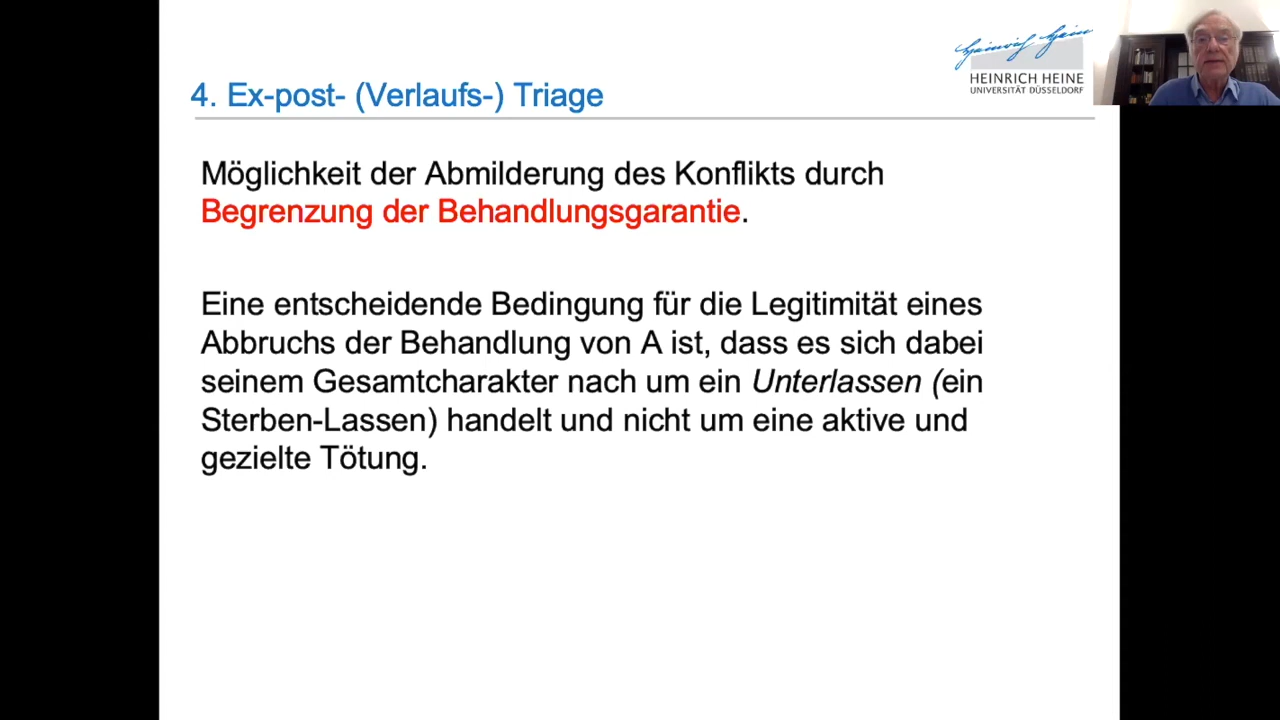 Heinrich Heine
HEINRICH HEINE
UNIVERSITÄT DÜSSELDORF
4. Ex-post- (Verlaufs-) Triage
Möglichkeit der Abmilderung des Konflikts durch
Begrenzung der Behandlungsgarantie.
Eine entscheidende Bedingung für die Legitimität eines
Abbruchs der Behandlung von A ist, dass es sich dabei
seinem Gesamtcharakter nach um ein Unterlassen (ein
Sterben-Lassen) handelt und nicht um eine aktive und
gezielte Tötung.